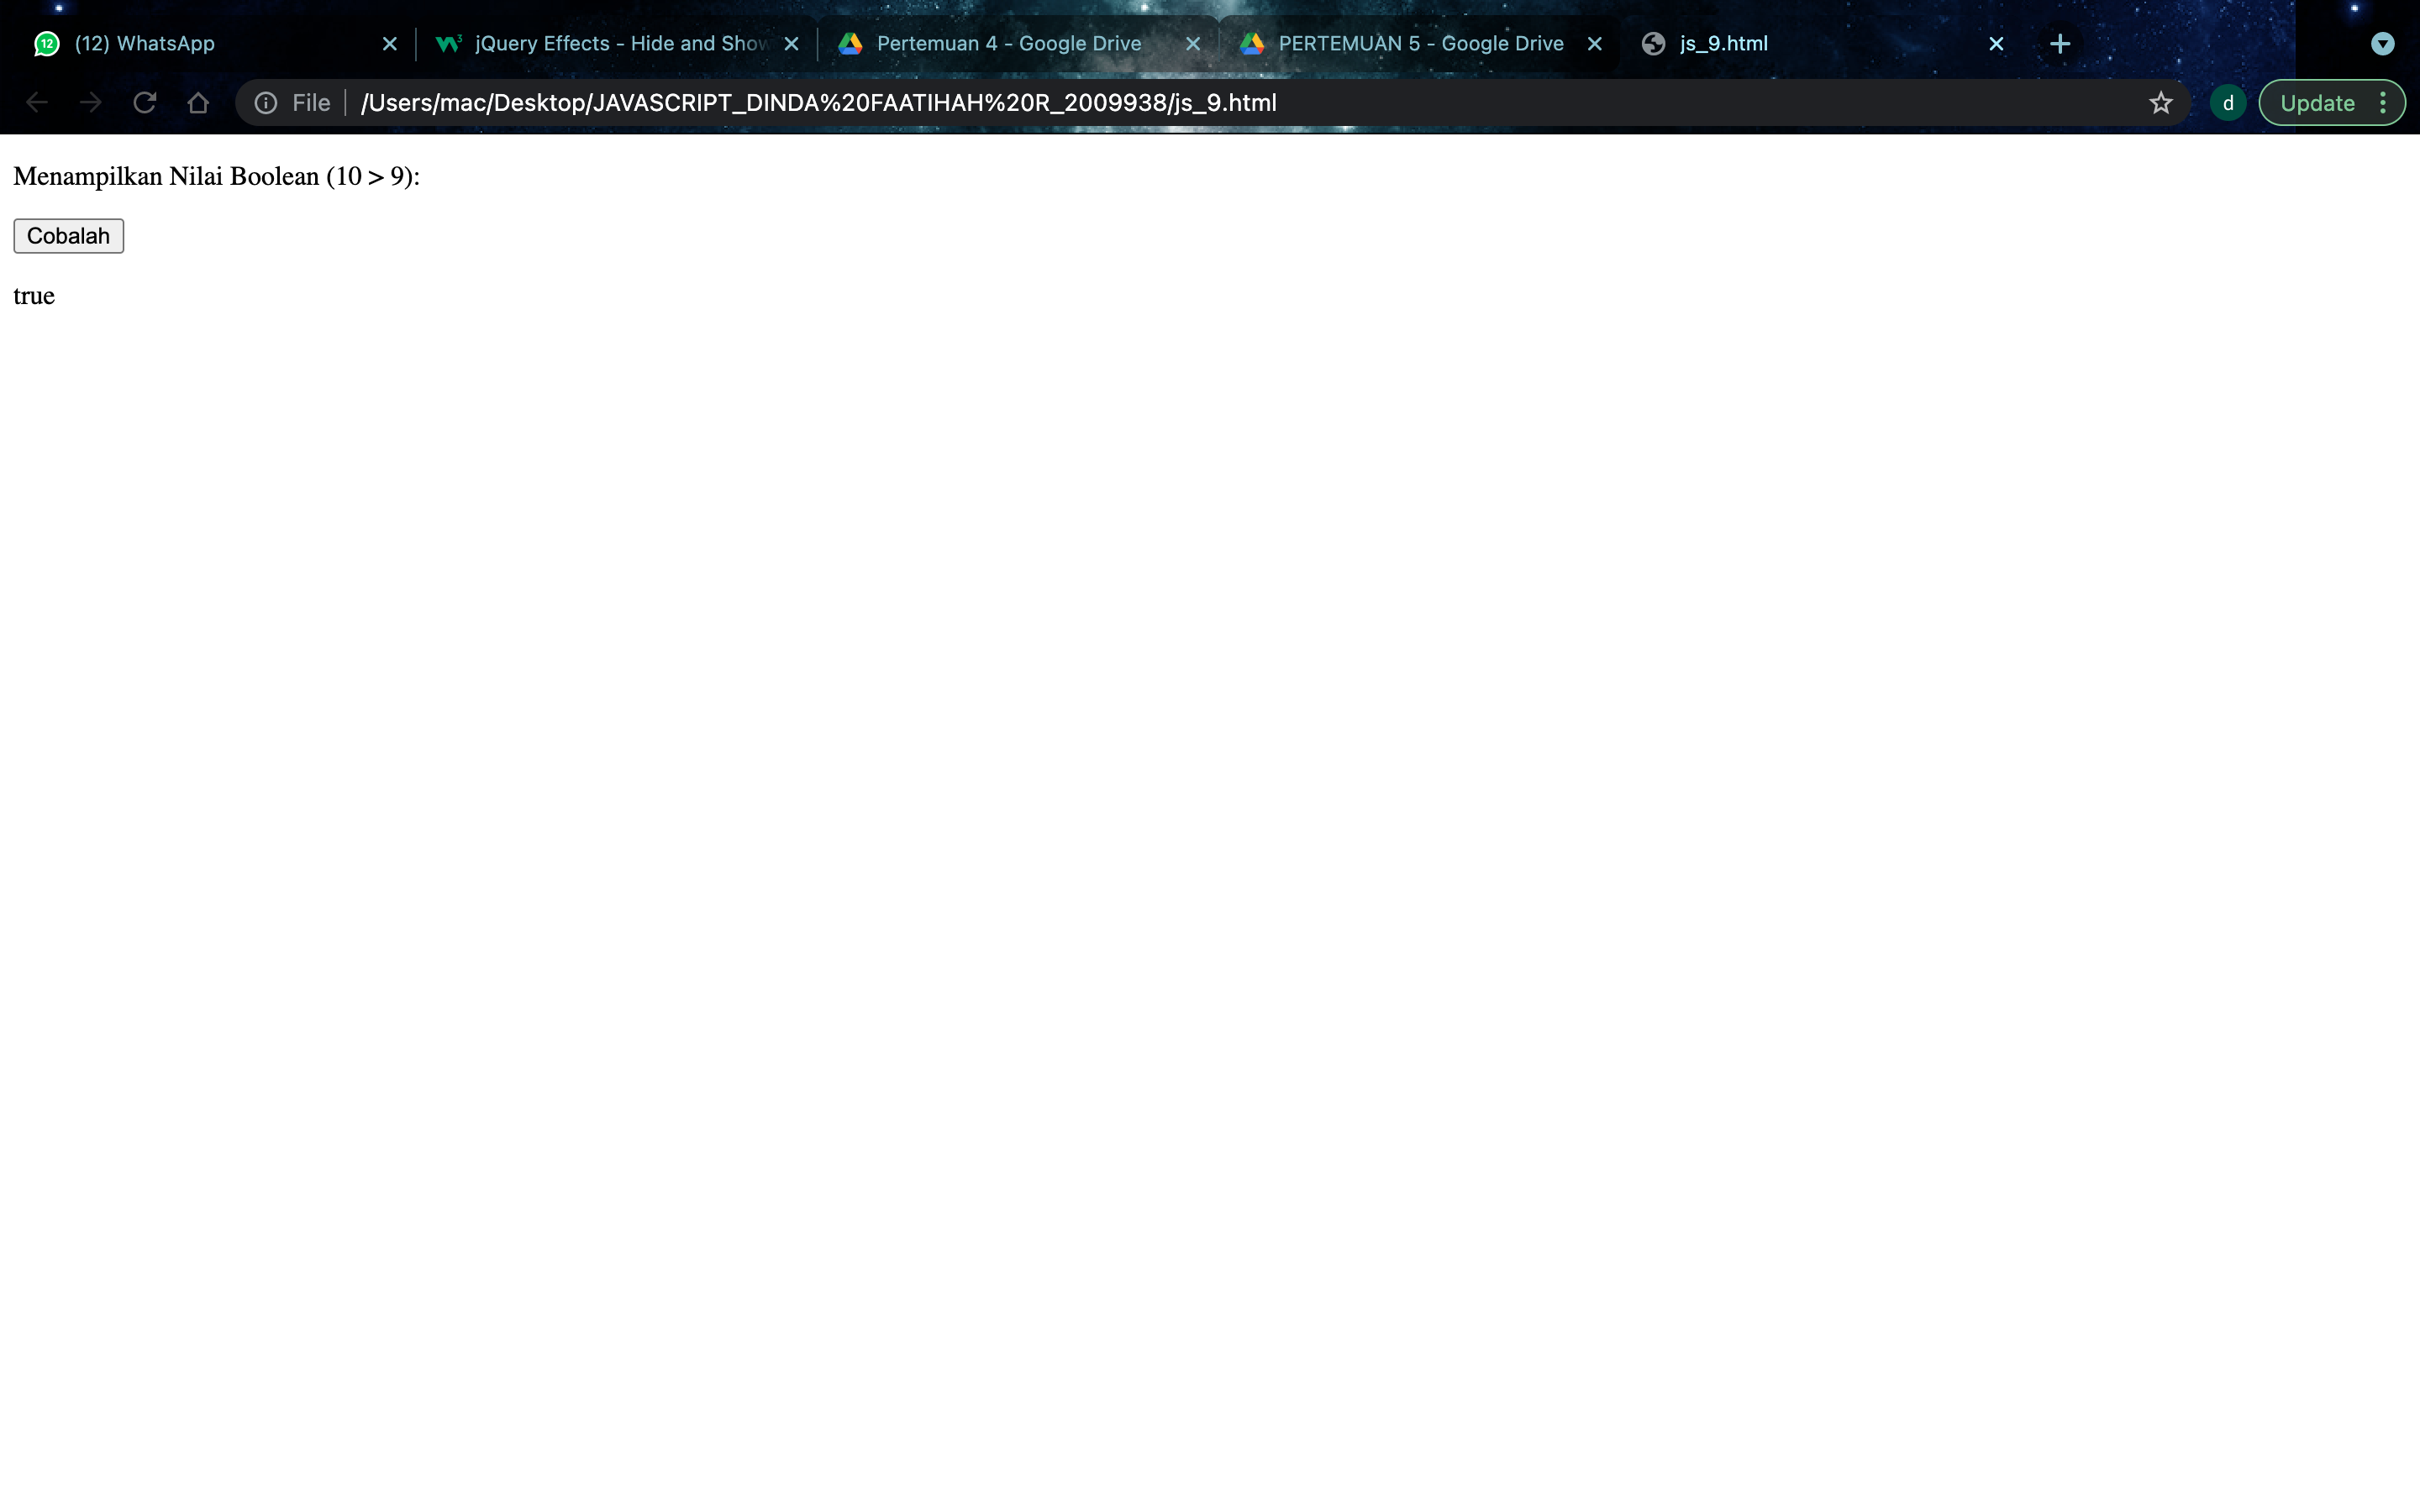 12 (12) WhatsApp
jQuery Effects - Hide and Show
Pertemuan 4 - Google Drive
PERTEMUAN 5 - Google Drive
js_9.html
File /Users/mac/Desktop/JAVASCRIPT_DINDA%20FAATIHAH%20R_2009938/js_9.html
d
Update
Menampilkan Nilai Boolean (10 > 9):
Cobalah
true